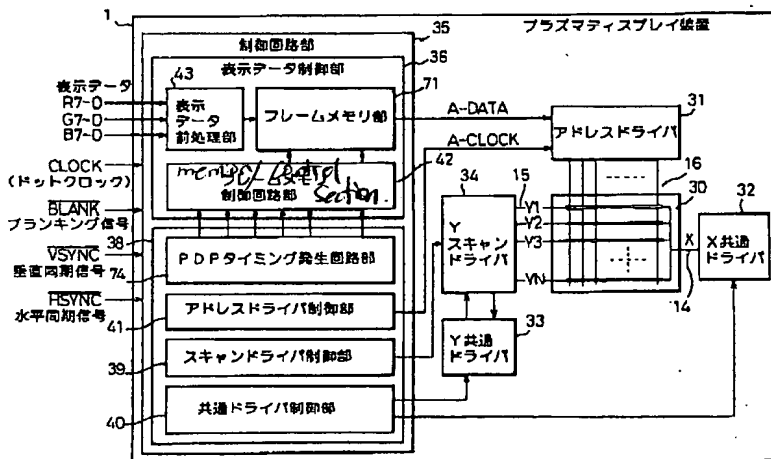 1
プラズマディスプレイ装置
35
制御回路部
36
表示データ制御部
43
71
表示データ
R7-0
G7-0
B7-0
表示
データ
前処理部
フレームメモリ部
A-DATA
31
アドレスドライバ
A-CLOCK
CLOCK
(ドットクロック)
42
memory control
section
制御回路部
34
15
16
30
32
Y
スキャン
ドライバ
Y1
Y2
Y3
YN
X
14
X共通
ドライバ
BLANK
ブランキング信号
38
VSYNC
垂直同期信号
74
PDPタイミング発生回路部
HSYNC
水平同期信号
41
アドレスドライバ制御部
33
Y共通
ドライバ
39
スキャンドライバ制御部
40
共通ドライバ制御部